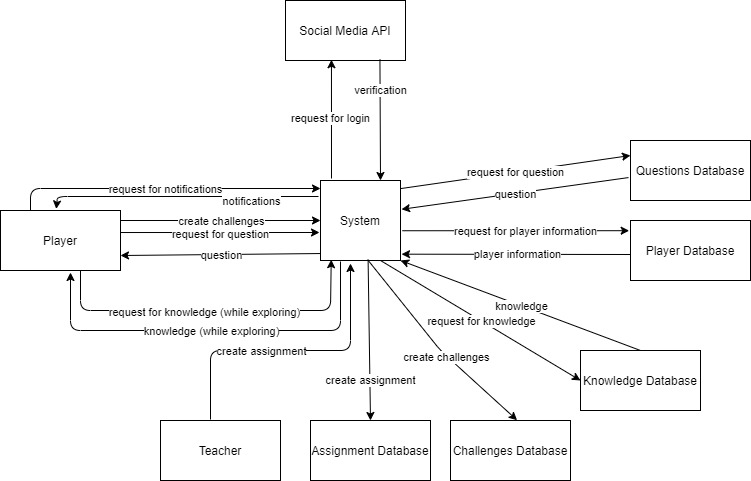 Social Media API
verification
request for login
request for question
Questions Database
request for notifications
question
notifications
create challenges
System
request for player information
Player
request for question
question
player information
Player Database
request for knowledge (while exploring)
knowledge
request for knowledge
knowledge (while exploring)
create assignment
create challenges
create assignment
Knowledge Database
Teacher
Assignment Database
Challenges Database